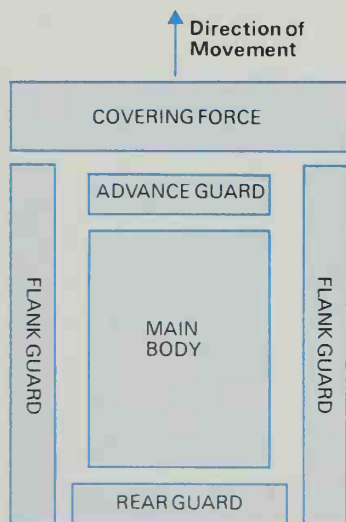 Direction of
Movement
COVERING FORCE
ADVANCE GUARD
FLANK GUARD
MAIN
BODY
FLANK GUARD
REAR GUARD